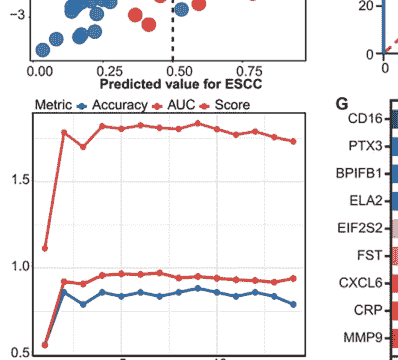 −3
0.00 0.25 0.50 0.75
Predicted value for ESCC
Metric Accuracy AUC Score
1.5
1.0
0.5
20
0
0
G
CD16
PTX3
BPIFB1
ELA2
EIF2S2
FST
CXCL6
CRP
MMP9